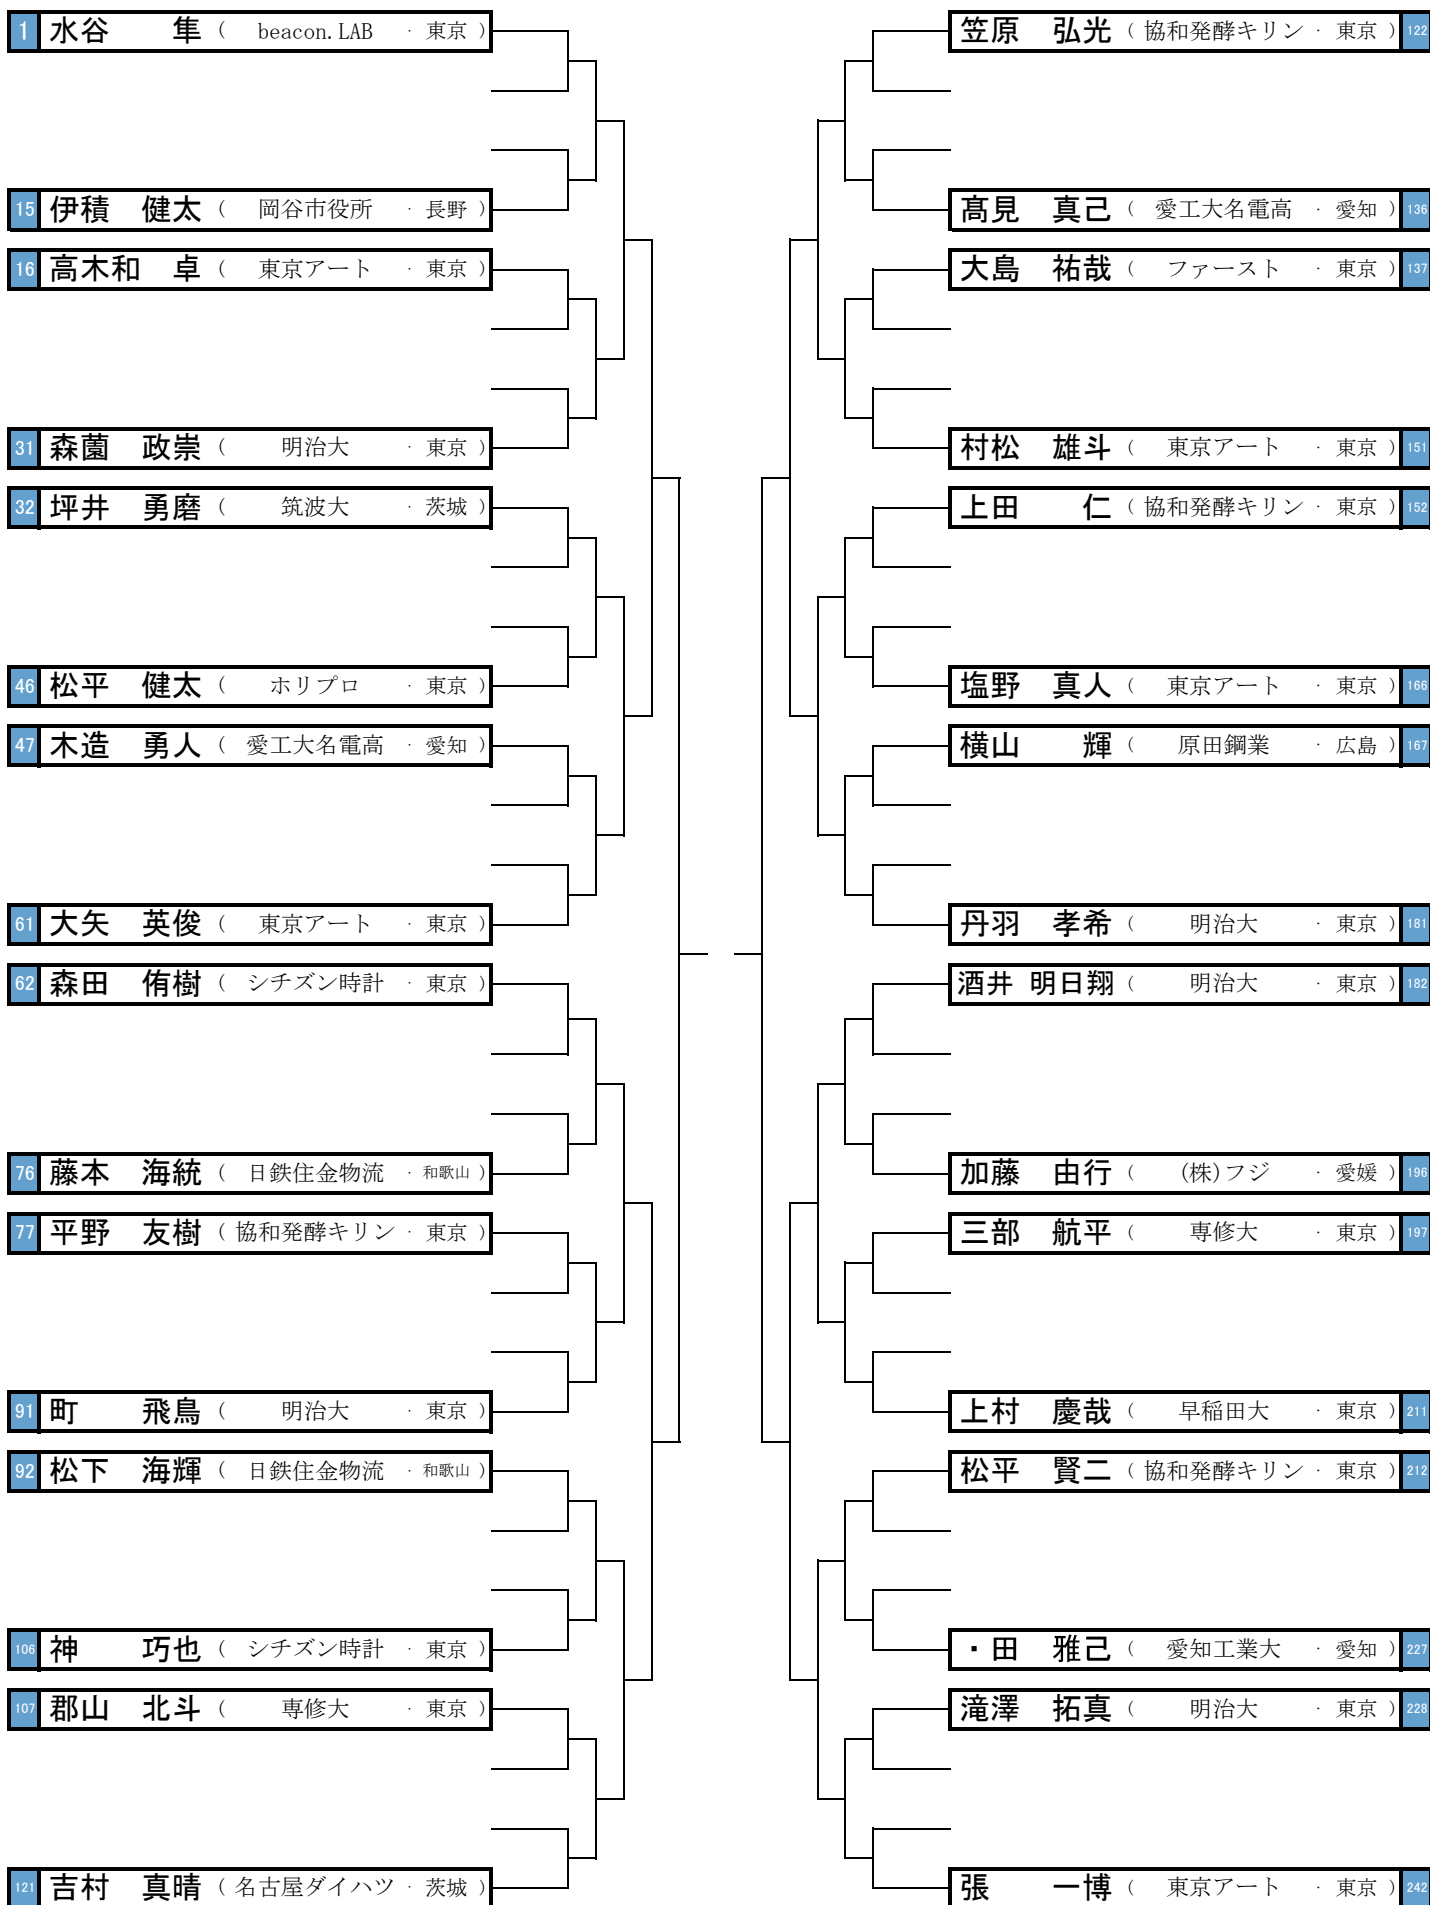 1 水谷 隼 ( beacon.LAB ・ 東京 )
15 伊積 健太 ( 岡谷市役所 ・ 長野 )
16 高木和 卓 ( 東京アート ・ 東京 )
31 森薗 政崇 ( 明治大 ・ 東京 )
32 坪井 勇磨 ( 筑波大 ・ 茨城 )
46 松平 健太 ( ホリプロ ・ 東京 )
47 木造 勇人 ( 愛工大名電高 ・ 愛知 )
61 大矢 英俊 ( 東京アート ・ 東京 )
62 森田 侑樹 ( シチズン時計 ・ 東京 )
76 藤本 海統 ( 日鉄住金物流 ・ 和歌山 )
77 平野 友樹 ( 協和発酵キリン ・ 東京 )
91 町 飛鳥 ( 明治大 ・ 東京 )
92 松下 海輝 ( 日鉄住金物流 ・ 和歌山 )
106 神 巧也 ( シチズン時計 ・ 東京 )
107 郡山 北斗 ( 専修大 ・ 東京 )
121 吉村 真晴 ( 名古屋ダイハツ ・ 茨城 )
笠原 弘光 ( 協和発酵キリン ・ 東京 ) 122
髙見 真己 ( 愛工大名電高 ・ 愛知 ) 136
大島 祐哉 ( ファースト ・ 東京 ) 137
村松 雄斗 ( 東京アート ・ 東京 ) 151
上田 仁 ( 協和発酵キリン ・ 東京 ) 152
塩野 真人 ( 東京アート ・ 東京 ) 166
横山 輝 ( 原田鋼業 ・ 広島 ) 167
丹羽 孝希 ( 明治大 ・ 東京 ) 181
酒井 明日翔 ( 明治大 ・ 東京 ) 182
加藤 由行 ( (株)フジ ・ 愛媛 ) 196
三部 航平 ( 専修大 ・ 東京 ) 197
上村 慶哉 ( 早稲田大 ・ 東京 ) 211
松平 賢二 ( 協和発酵キリン ・ 東京 ) 212
・田 雅己 ( 愛知工業大 ・ 愛知 ) 227
滝澤 拓真 ( 明治大 ・ 東京 ) 228
張 一博 ( 東京アート ・ 東京 ) 242